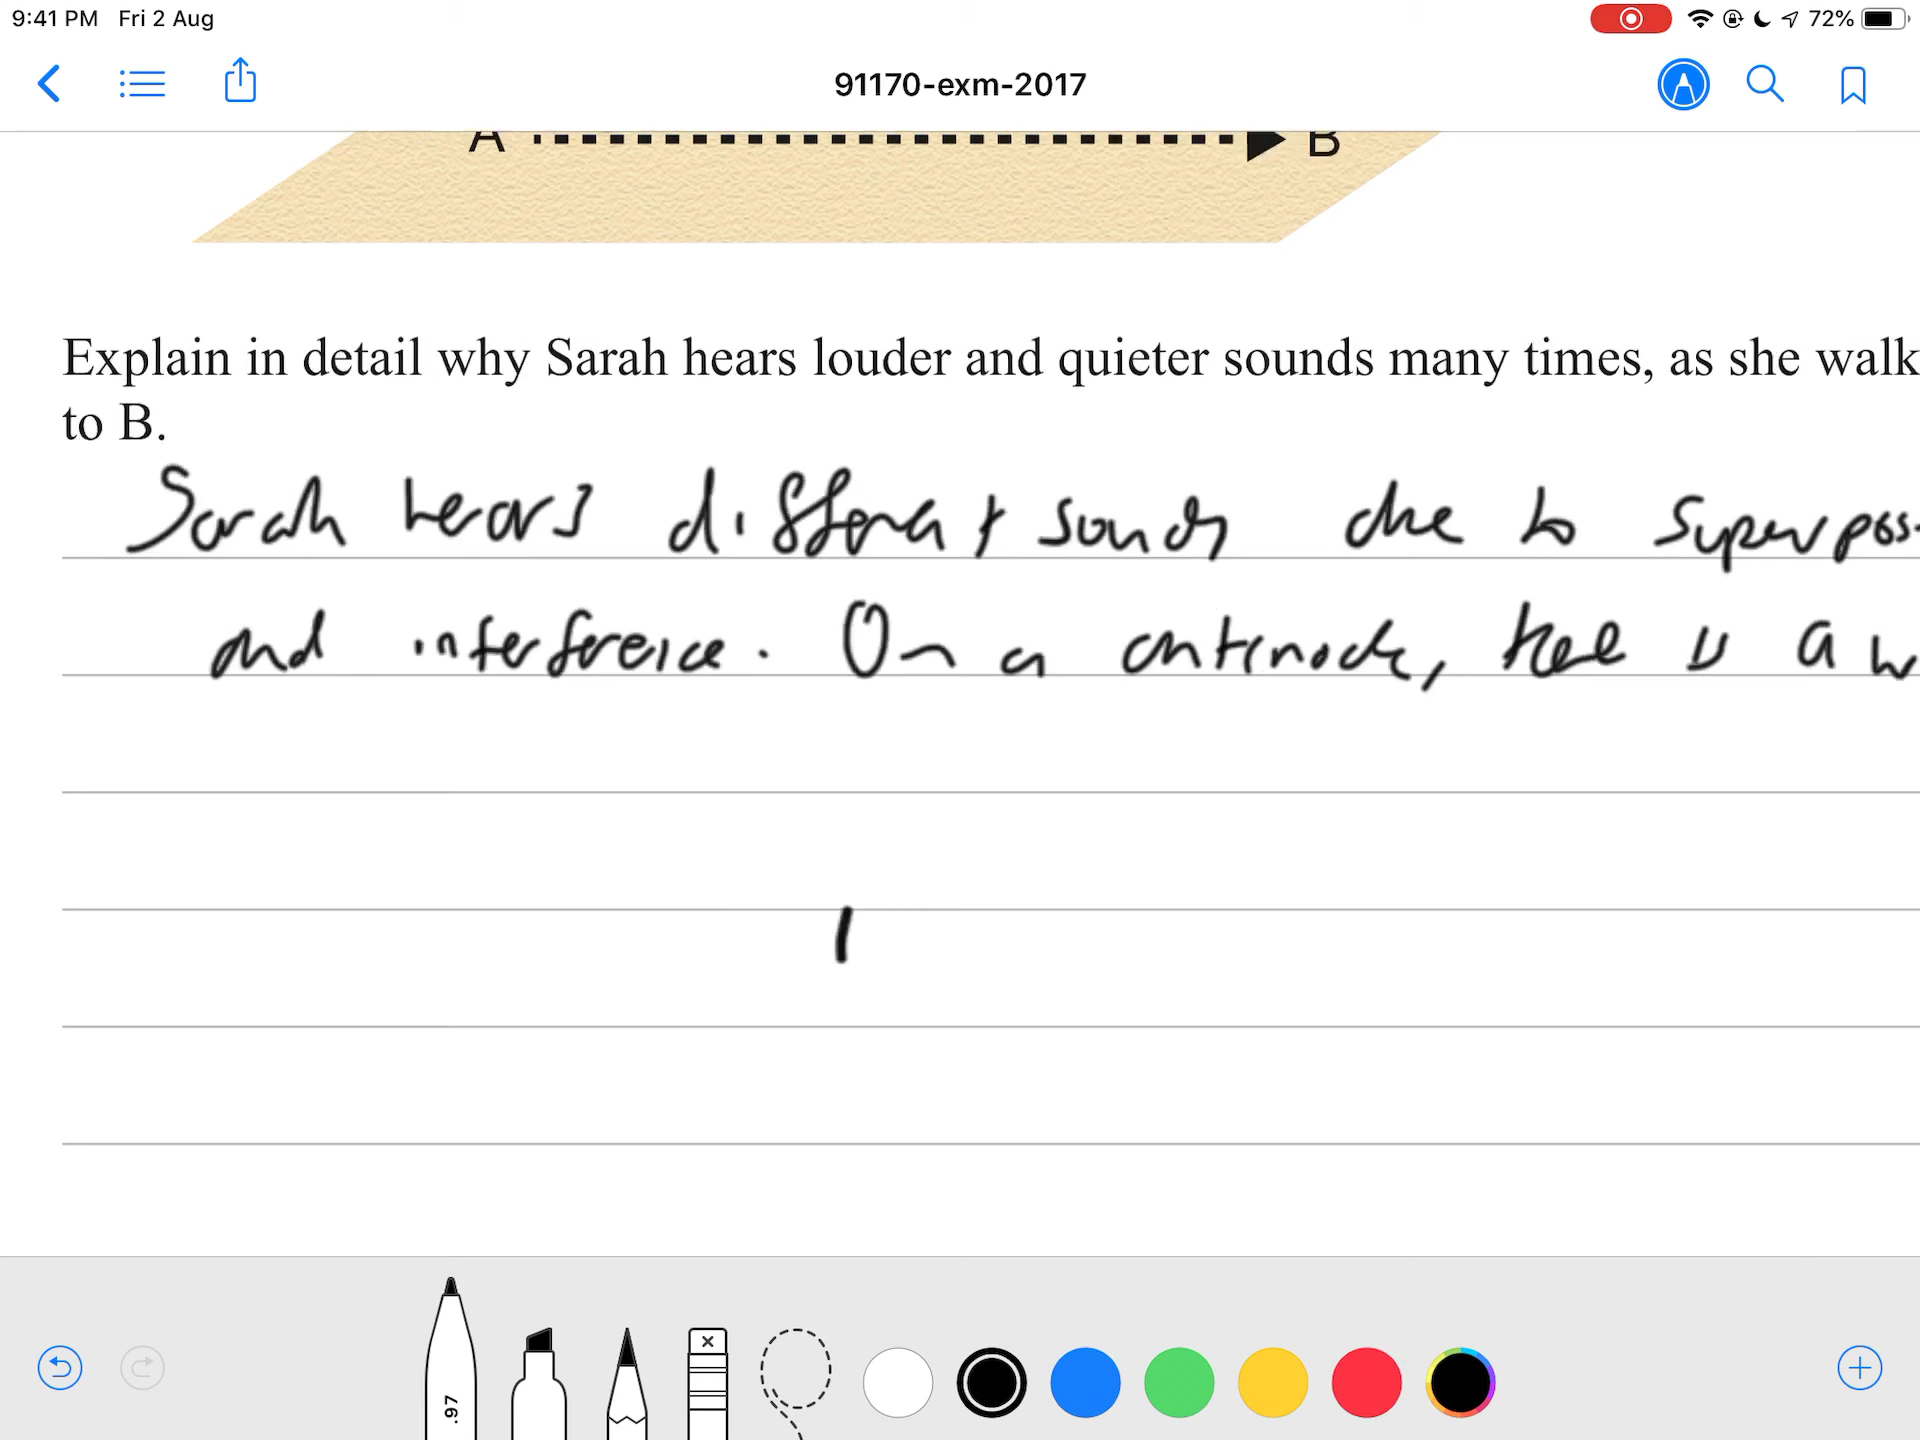 9:41 PM Fri 2 Aug 72%
91170-exm-2017
A B
Explain in detail why Sarah hears louder and quieter sounds many times, as she walk
to B.
Sarah hears different sounds due to superpos
and interference. On a antinode, there is a w
.97